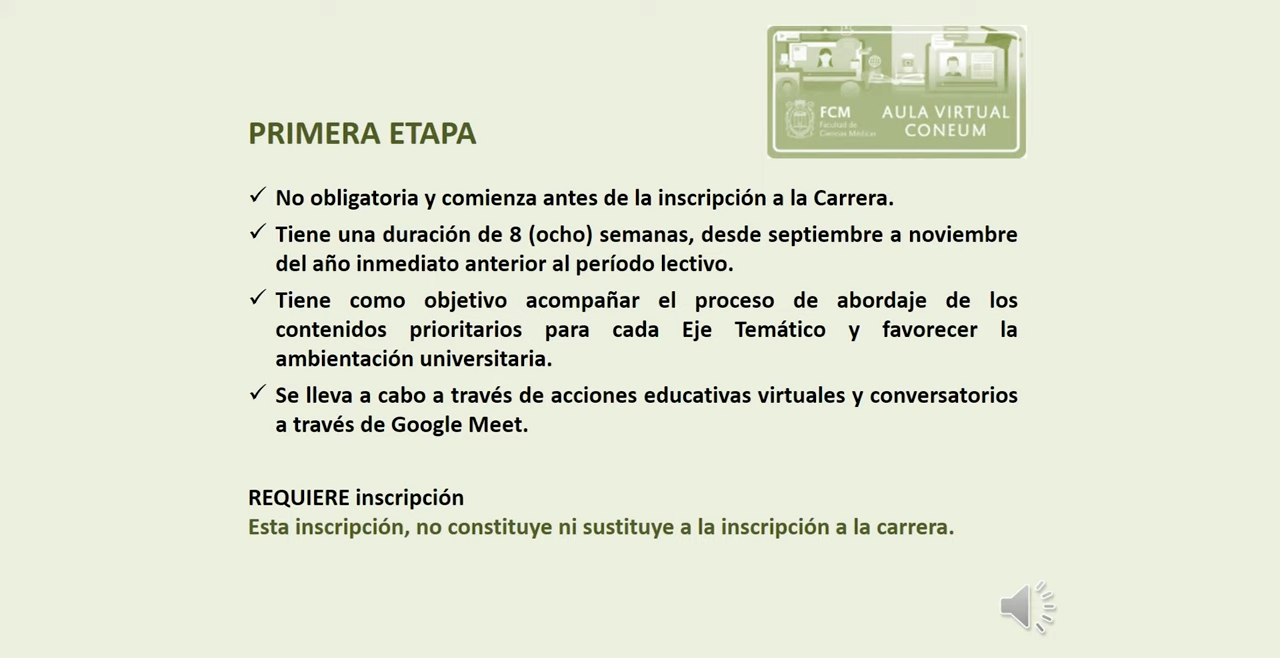 FCM
Facultad de
Ciencias Médicas
AULA VIRTUAL
CONEUM
PRIMERA ETAPA
✓ No obligatoria y comienza antes de la inscripción a la Carrera.
✓ Tiene una duración de 8 (ocho) semanas, desde septiembre a noviembre
del año inmediato anterior al período lectivo.
✓ Tiene como objetivo acompañar el proceso de abordaje de los
contenidos prioritarios para cada Eje Temático y favorecer la
ambientación universitaria.
✓ Se lleva a cabo a través de acciones educativas virtuales y conversatorios
a través de Google Meet.
REQUIERE inscripción
Esta inscripción, no constituye ni sustituye a la inscripción a la carrera.